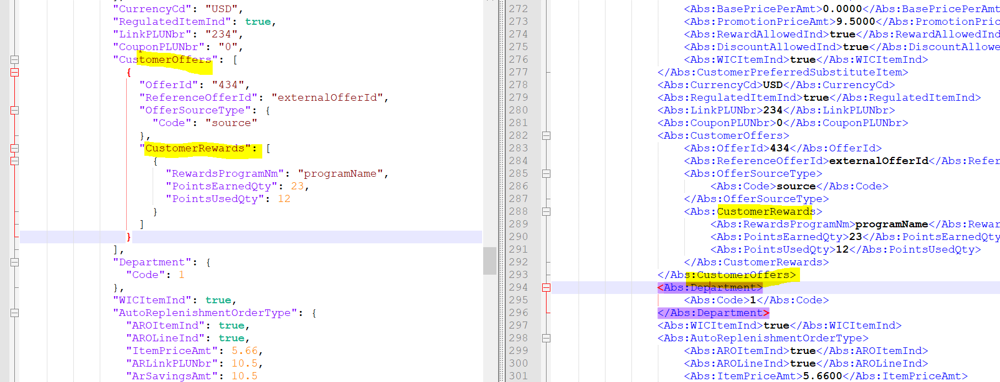 "CurrencyCd": "USD",
"RegulatedItemInd": true,
"LinkPLUNbr": "234",
"CouponPLUNbr": "0",
"CustomerOffers": [
{
"OfferId": "434",
"ReferenceOfferId": "externalOfferId",
"OfferSourceType": {
"Code": "source"
},
"CustomerRewards": [
{
"RewardsProgramNm": "programName",
"PointsEarnedQty": 23,
"PointsUsedQty": 12
}
]
}
],
"Department": {
"Code": 1
},
"WICItemInd": true,
"AutoReplenishmentOrderType": {
"AROItemInd": true,
"AROLineInd": true,
"ItemPriceAmt": 5.66,
"ARLinkPLUNbr": 10.5,
"ArSavingsAmt": 10.5
272 <Abs:BasePricePerAmt>0.0000</Abs:BasePricePerAmt
273 <Abs:PromotionPriceAmt>9.5000</Abs:PromotionPric
274 <Abs:RewardAllowedInd>true</Abs:RewardAllowedInd
275 <Abs:DiscountAllowedInd>true</Abs:DiscountAllowe
276 <Abs:WICItemInd>true</Abs:WICItemInd>
277 </Abs:CustomerPreferredSubstituteItem>
278 <Abs:CurrencyCd>USD</Abs:CurrencyCd>
279 <Abs:RegulatedItemInd>true</Abs:RegulatedItemInd>
280 <Abs:LinkPLUNbr>234</Abs:LinkPLUNbr>
281 <Abs:CouponPLUNbr>0</Abs:CouponPLUNbr>
282 <Abs:CustomerOffers>
283 <Abs:OfferId>434</Abs:OfferId>
284 <Abs:ReferenceOfferId>externalOfferId</Abs:Refer
285 <Abs:OfferSourceType>
286 <Abs:Code>source</Abs:Code>
287 </Abs:OfferSourceType>
288 <Abs:CustomerRewards>
289 <Abs:RewardsProgramNm>programName</Abs:Rewar
290 <Abs:PointsEarnedQty>23</Abs:PointsEarnedQty
291 <Abs:PointsUsedQty>12</Abs:PointsUsedQty>
292 </Abs:CustomerRewards>
293 </Abs:CustomerOffers>
294 <Abs:Department>
295 <Abs:Code>1</Abs:Code>
296 </Abs:Department>
297 <Abs:WICItemInd>true</Abs:WICItemInd>
298 <Abs:AutoReplenishmentOrderType>
299 <Abs:AROItemInd>true</Abs:AROItemInd>
300 <Abs:AROLineInd>true</Abs:AROLineInd>
301 <Abs:ItemPriceAmt>5.6600</Abs:ItemPriceAmt>